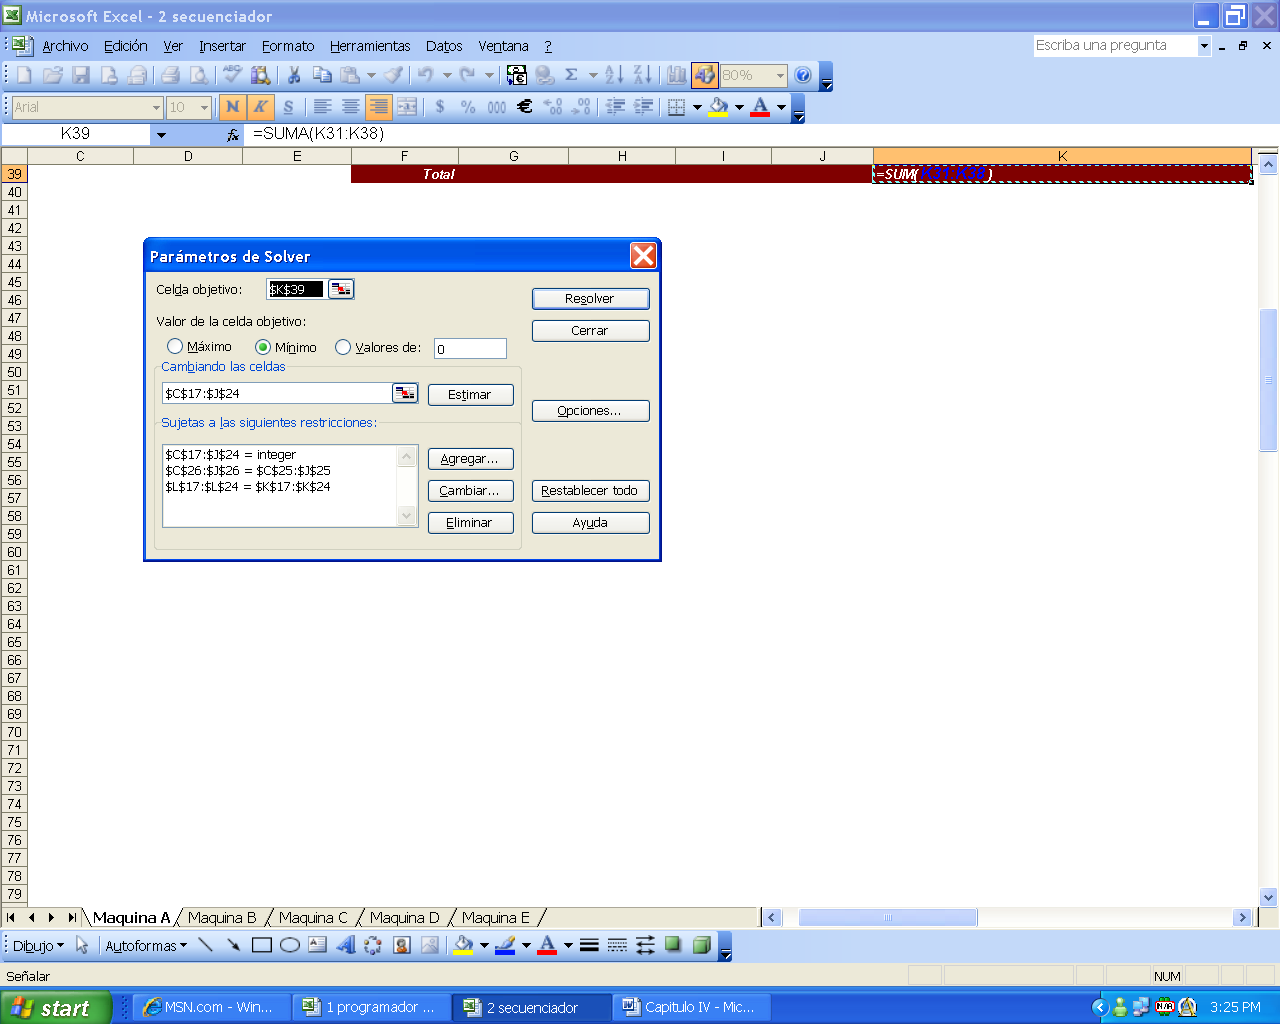 Microsoft Excel - 2 secuenciador
Archivo Edición Ver Insertar Formato Herramientas Datos Ventana ? Escriba una pregunta
80%
Arial 10 N K S $ % 000 €
K39 fx =SUMA(K31:K38)
C D E F G H I J K
39 Total =SUM(K31:K38)
40
41
42
43
44
45
46
47
48
49
50
51
52
53
54
55
56
57
58
59
60
61
62
63
64
65
66
67
68
69
70
71
72
73
74
75
76
77
78
79
Parámetros de Solver
Celda objetivo: $K$39 Resolver
Valor de la celda objetivo: Cerrar
Máximo Mínimo Valores de: 0
Cambiando las celdas
$C$17:$J$24 Estimar Opciones...
Sujetas a las siguientes restricciones:
$C$17:$J$24 = integer Agregar...
$C$26:$J$26 = $C$25:$J$25
$L$17:$L$24 = $K$17:$K$24 Cambiar... Restablecer todo
Eliminar Ayuda
Maquina A Maquina B Maquina C Maquina D Maquina E
Dibujo Autoformas
Señalar NUM
start MSN.com - Win... 1 programador ... 2 secuenciador Capitulo IV - Mic... N/A 3:25 PM